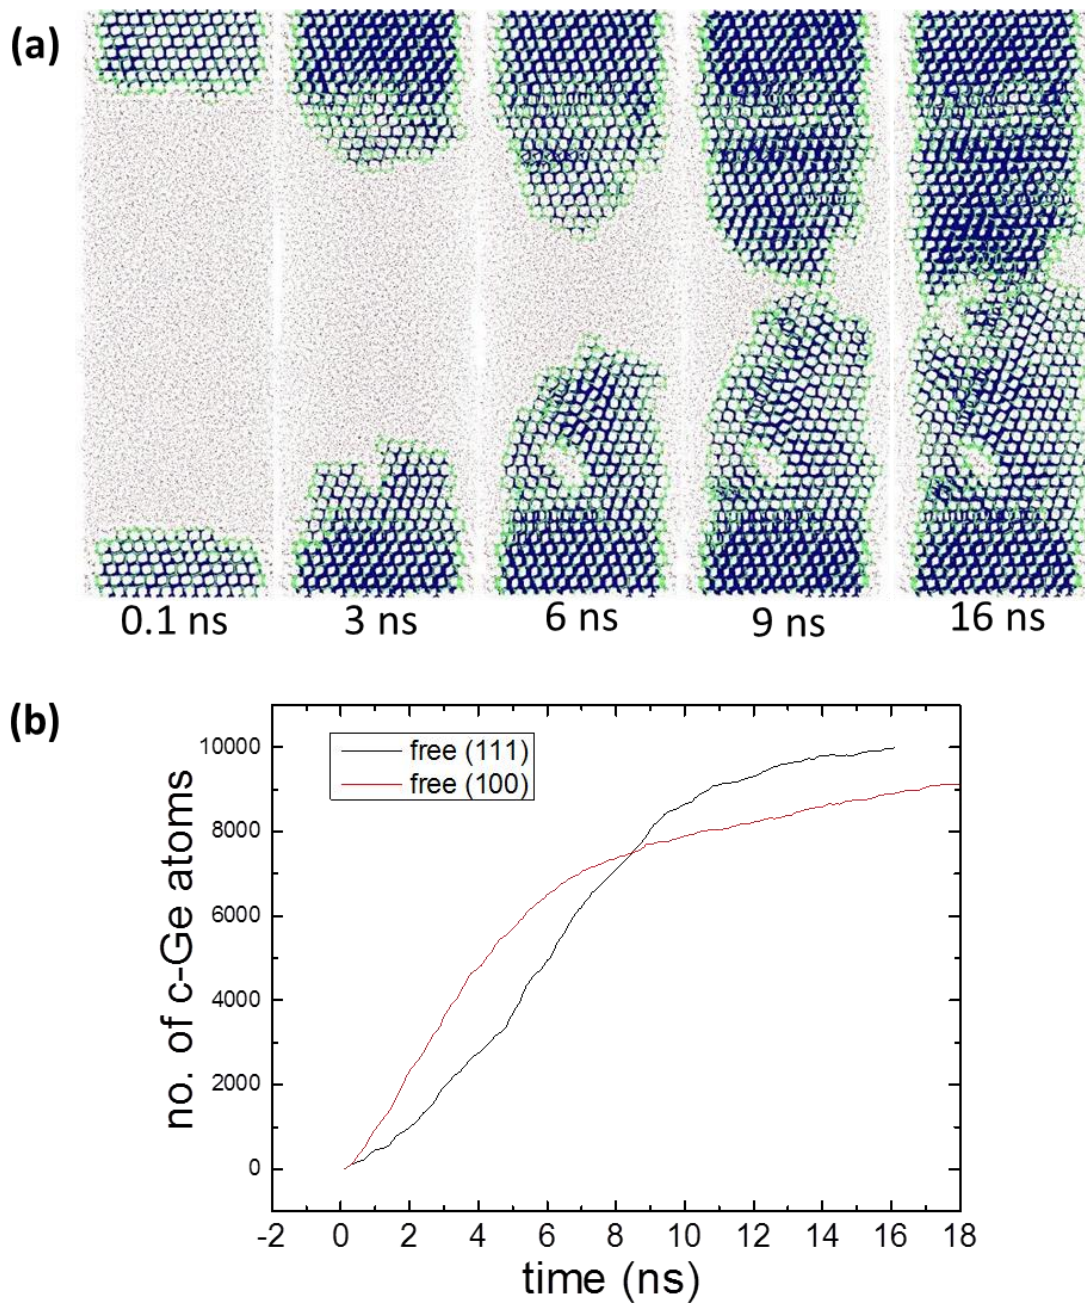 (a)
0.1 ns 3 ns 6 ns 9 ns 16 ns
(b)
free (111)
free (100)
10000
8000
6000
4000
2000
0
no. of c-Ge atoms
-2 0 2 4 6 8 10 12 14 16 18
time (ns)